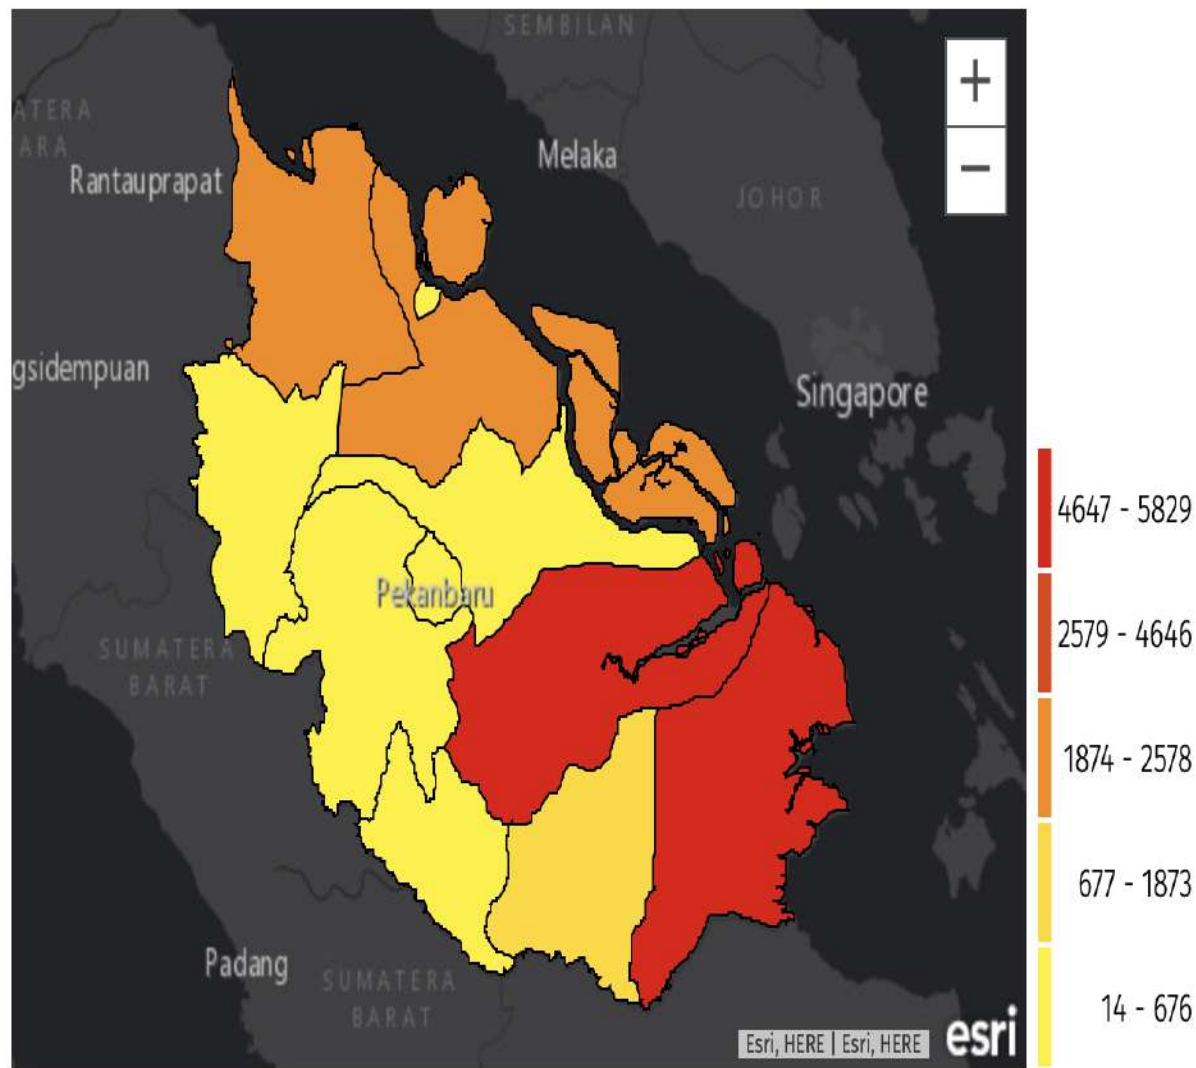 SEMBILAN
+
ATERA
ARA
Melaka
Rantauprapat
−
JOHOR
gsidempuan
Singapore
4647 - 5829
Pekanbaru
2579 - 4646
SUMATERA
BARAT
1874 - 2578
677 - 1873
Padang
SUMATERA
BARAT
14 - 676
Esri, HERE | Esri, HERE
esri